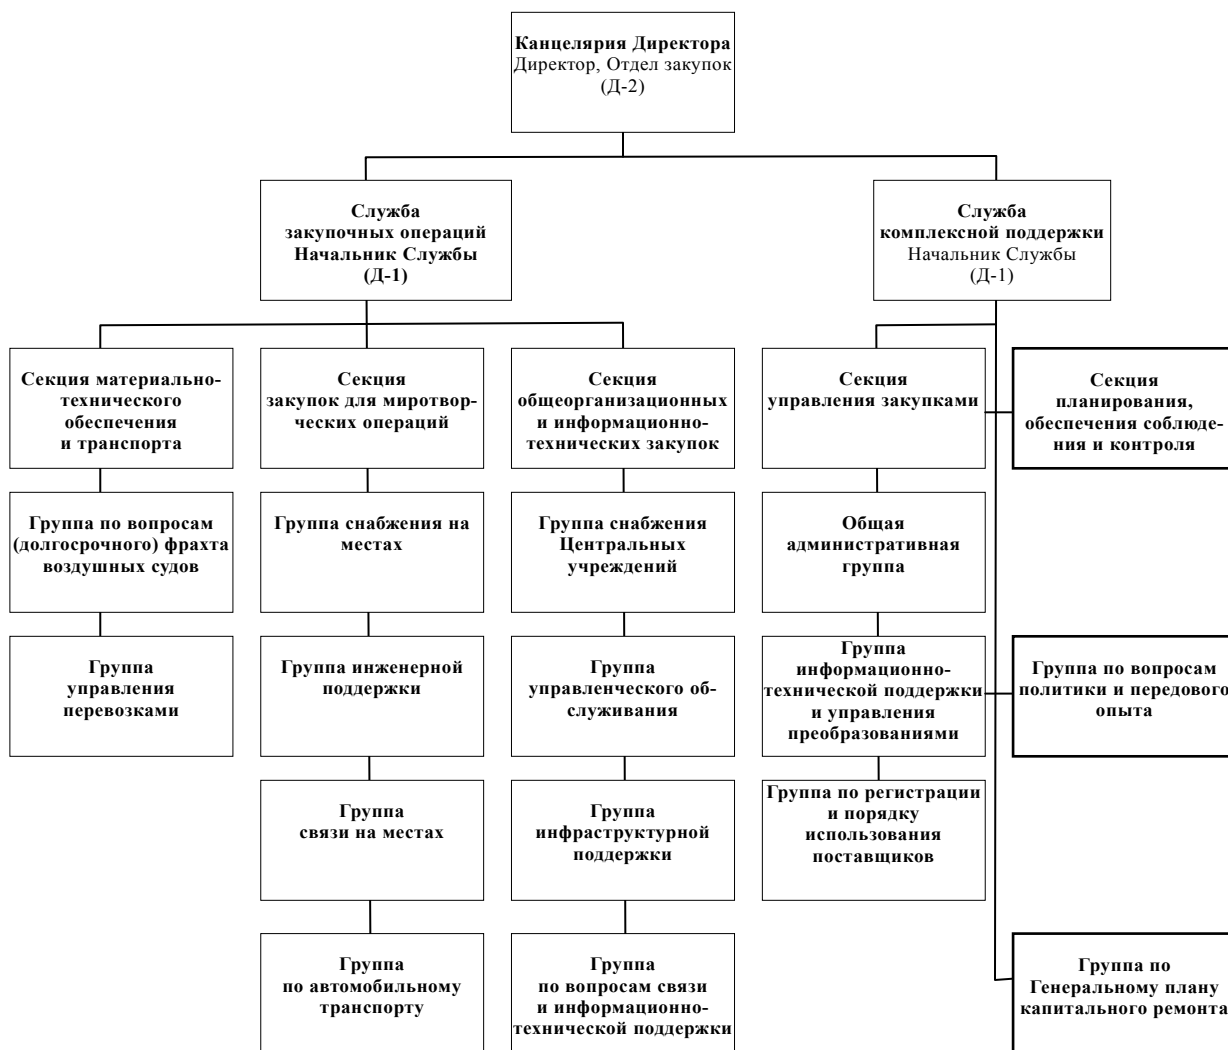 Канцелярия Директора
Директор, Отдел закупок
(Д-2)
Служба
закупочных операций
Начальник Службы
(Д-1)
Служба
комплексной поддержки
Начальник Службы
(Д-1)
Секция материально-
технического
обеспечения
и транспорта
Секция
закупок для миротвор-
ческих операций
Секция
общеорганизационных
и информационно-
технических закупок
Секция
управления закупками
Секция
планирования,
обеспечения соблюде-
ния и контроля
Группа по вопросам
(долгосрочного) фрахта
воздушных судов
Группа снабжения на
местах
Группа снабжения
Центральных
учреждений
Общая
административная
группа
Группа
управления
перевозками
Группа инженерной
поддержки
Группа
управленческого об-
служивания
Группа
информационно-
технической поддержки
и управления
преобразованиями
Группа по вопросам
политики и передового
опыта
Группа
связи на местах
Группа
инфраструктурной
поддержки
Группа по регистрации
и порядку
использования
поставщиков
Группа
по автомобильному
транспорту
Группа
по вопросам связи
и информационно-
технической поддержки
Группа по
Генеральному плану
капитального ремонта